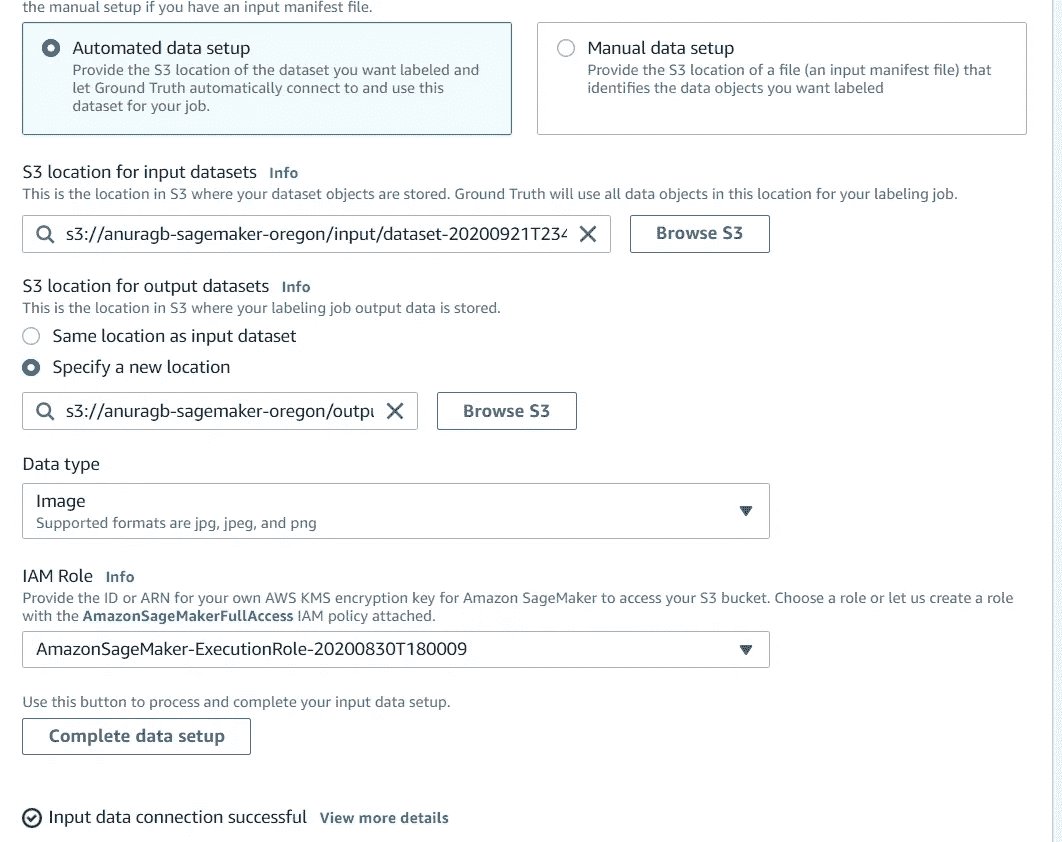 the manual setup if you have an input manifest file.
Automated data setup
Provide the S3 location of the dataset you want labeled and
let Ground Truth automatically connect to and use this
dataset for your job.
Manual data setup
Provide the S3 location of a file (an input manifest file) that
identifies the data objects you want labeled
S3 location for input datasets Info
This is the location in S3 where your dataset objects are stored. Ground Truth will use all data objects in this location for your labeling job.
s3://anuragb-sagemaker-oregon/input/dataset-20200921T234
Browse S3
S3 location for output datasets Info
This is the location in S3 where your labeling job output data is stored.
Same location as input dataset
Specify a new location
s3://anuragb-sagemaker-oregon/outpu
Browse S3
Data type
Image
Supported formats are jpg, jpeg, and png
IAM Role Info
Provide the ID or ARN for your own AWS KMS encryption key for Amazon SageMaker to access your S3 bucket. Choose a role or let us create a role
with the AmazonSageMakerFullAccess IAM policy attached.
AmazonSageMaker-ExecutionRole-20200830T180009
Use this button to process and complete your input data setup.
Complete data setup
Input data connection successful View more details